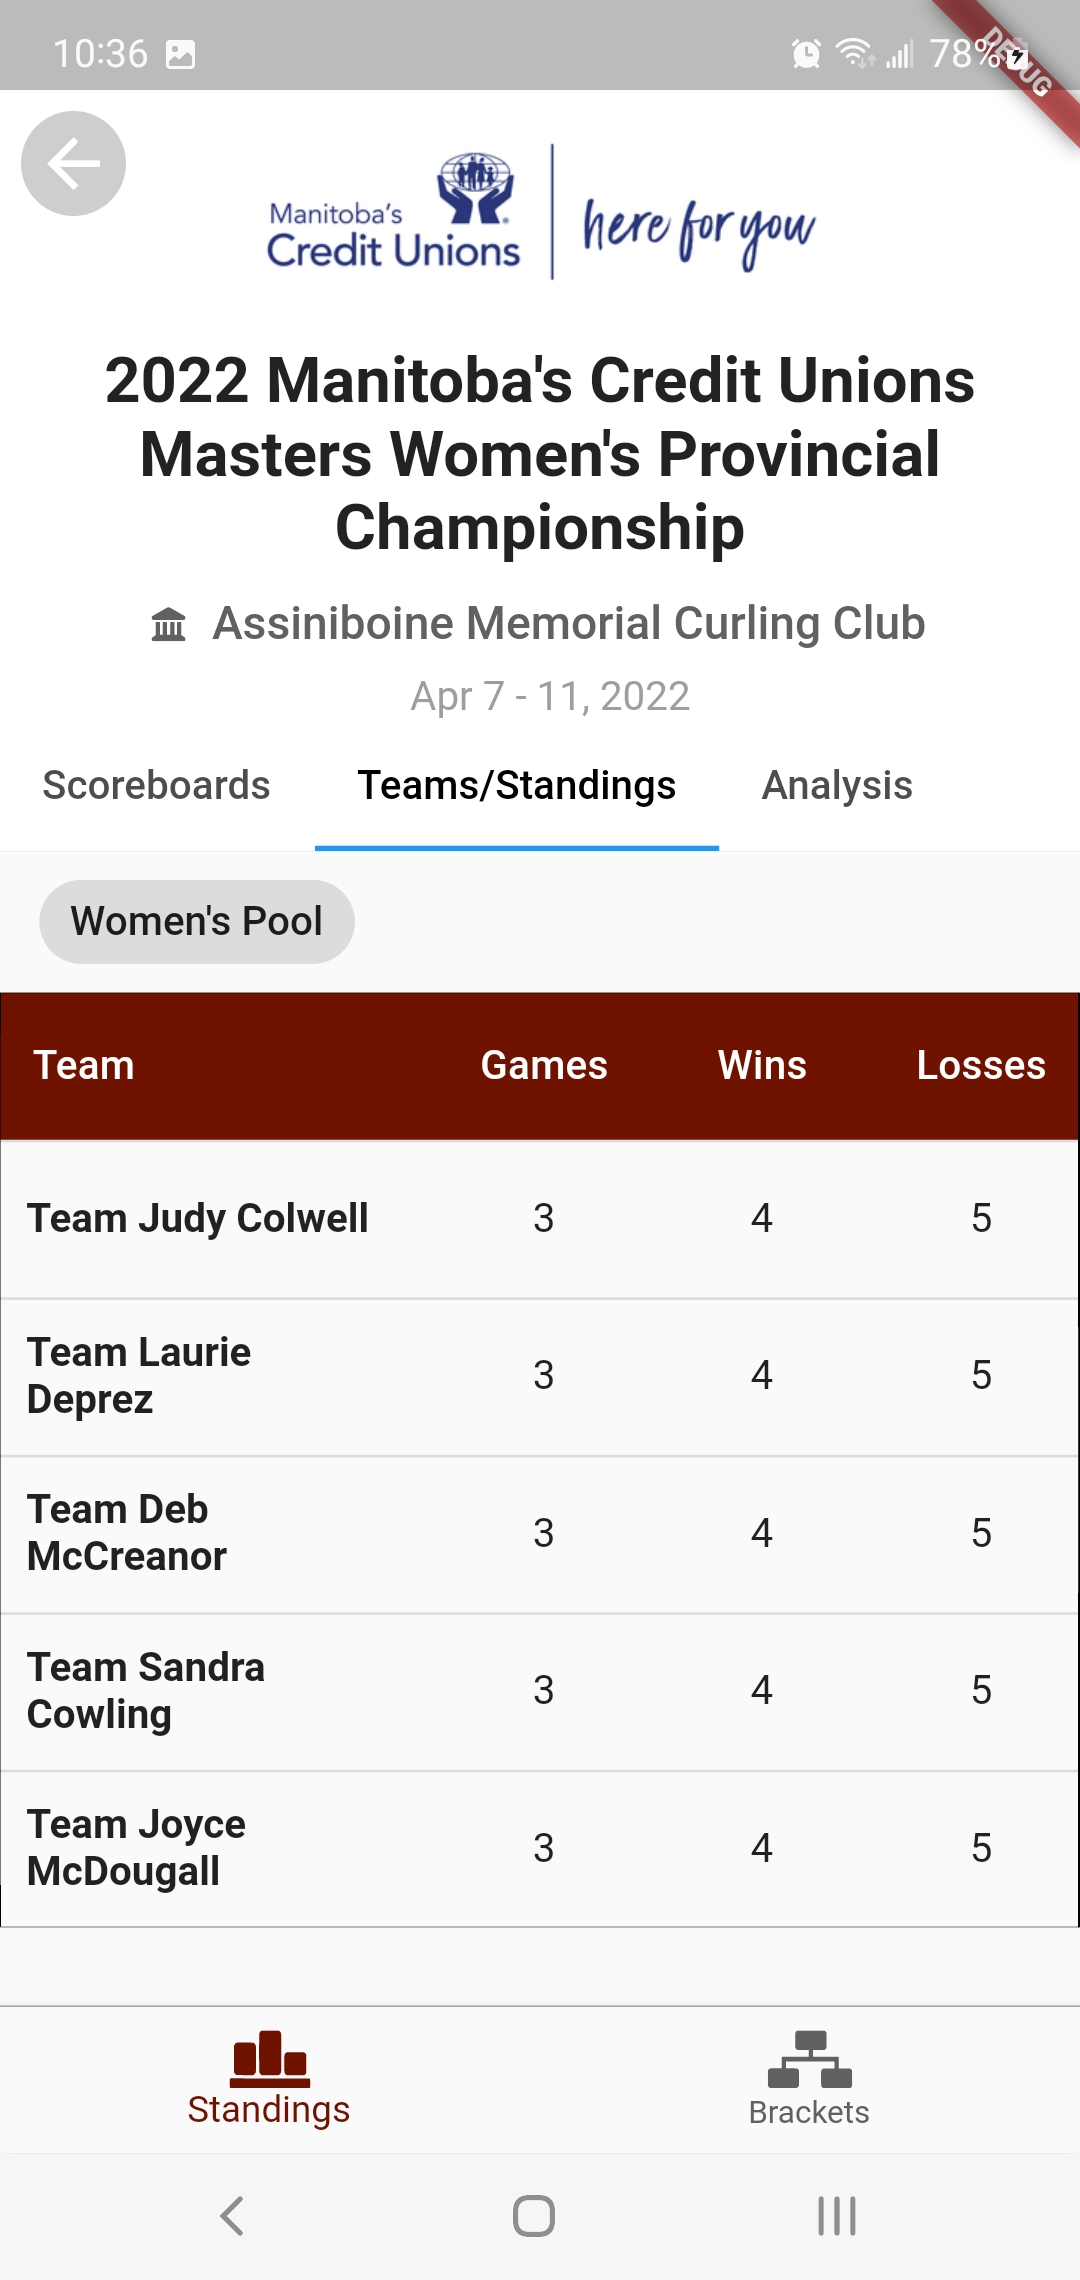 10:36
78%
DEBUG
Manitoba's
Credit Unions
here for you
2022 Manitoba's Credit Unions
Masters Women's Provincial
Championship
Assiniboine Memorial Curling Club
Apr 7 - 11, 2022
Scoreboards Teams/Standings Analysis
Women's Pool
Team Games Wins Losses
Team Judy Colwell 3 4 5
Team Laurie
Deprez 3 4 5
Team Deb
McCreanor 3 4 5
Team Sandra
Cowling 3 4 5
Team Joyce
McDougall 3 4 5
Standings Brackets